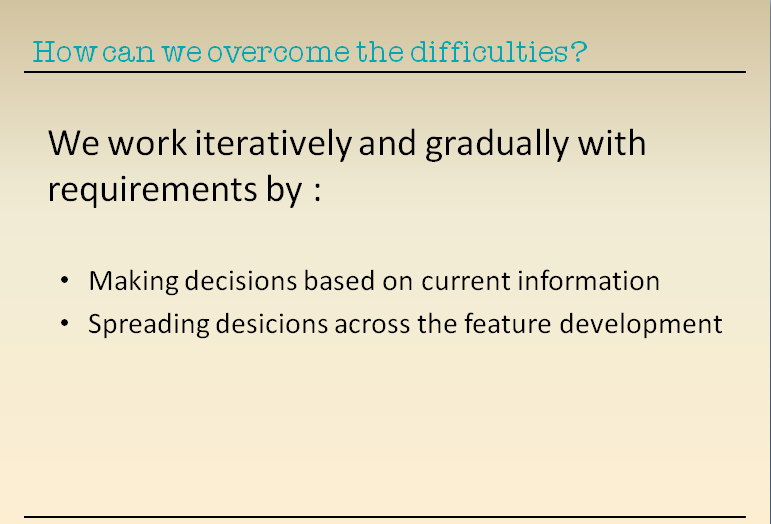 How can we overcome the difficulties?
We work iteratively and gradually with
requirements by :
• Making decisions based on current information
• Spreading desicions across the feature development